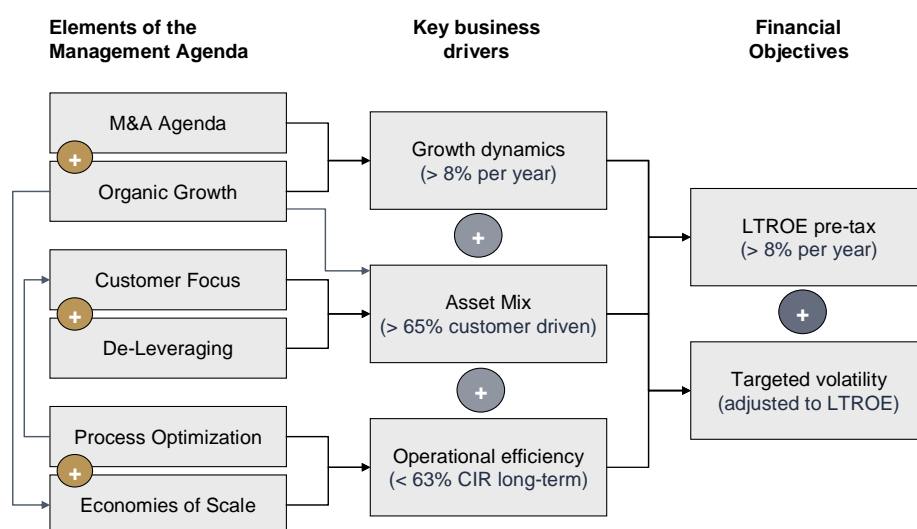 Elements of the
Management Agenda
Key business
drivers
Financial
Objectives
M&A Agenda
+
Organic Growth
Customer Focus
+
De-Leveraging
Process Optimization
+
Economies of Scale
Growth dynamics
(> 8% per year)
+
Asset Mix
(> 65% customer driven)
+
Operational efficiency
(< 63% CIR long-term)
LTROE pre-tax
(> 8% per year)
+
Targeted volatility
(adjusted to LTROE)